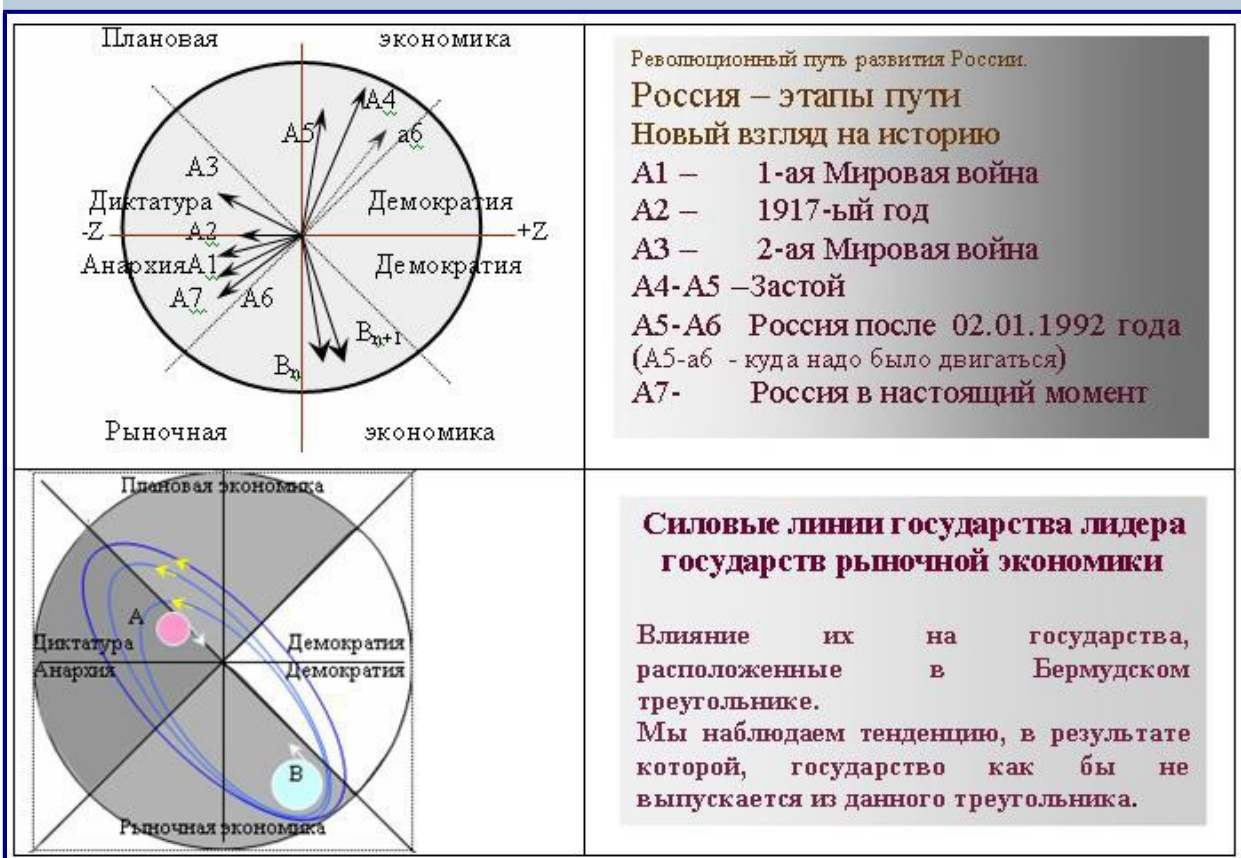 Плановая экономика
A4
A5 a6
A3
Диктатура Демократия
-Z A2 +Z
Анархия A1 Демократия
A7 A6
Bn+1
Bn
Рыночная экономика
Революционный путь развития России.
Россия – этапы пути
Новый взгляд на историю
A1 – 1-ая Мировая война
A2 – 1917-ый год
A3 – 2-ая Мировая война
A4-A5 –Застой
A5-A6 Россия после 02.01.1992 года
(A5-a6 - куда надо было двигаться)
A7- Россия в настоящий момент
Плановая экономика
A
Диктатура Демократия
Анархия Демократия
B
Рыночная экономика
Силовые линии государства лидера
государств рыночной экономики
Влияние их на государства,
расположенные в Бермудском
треугольнике.
Мы наблюдаем тенденцию, в результате
которой, государство как бы не
выпускается из данного треугольника.